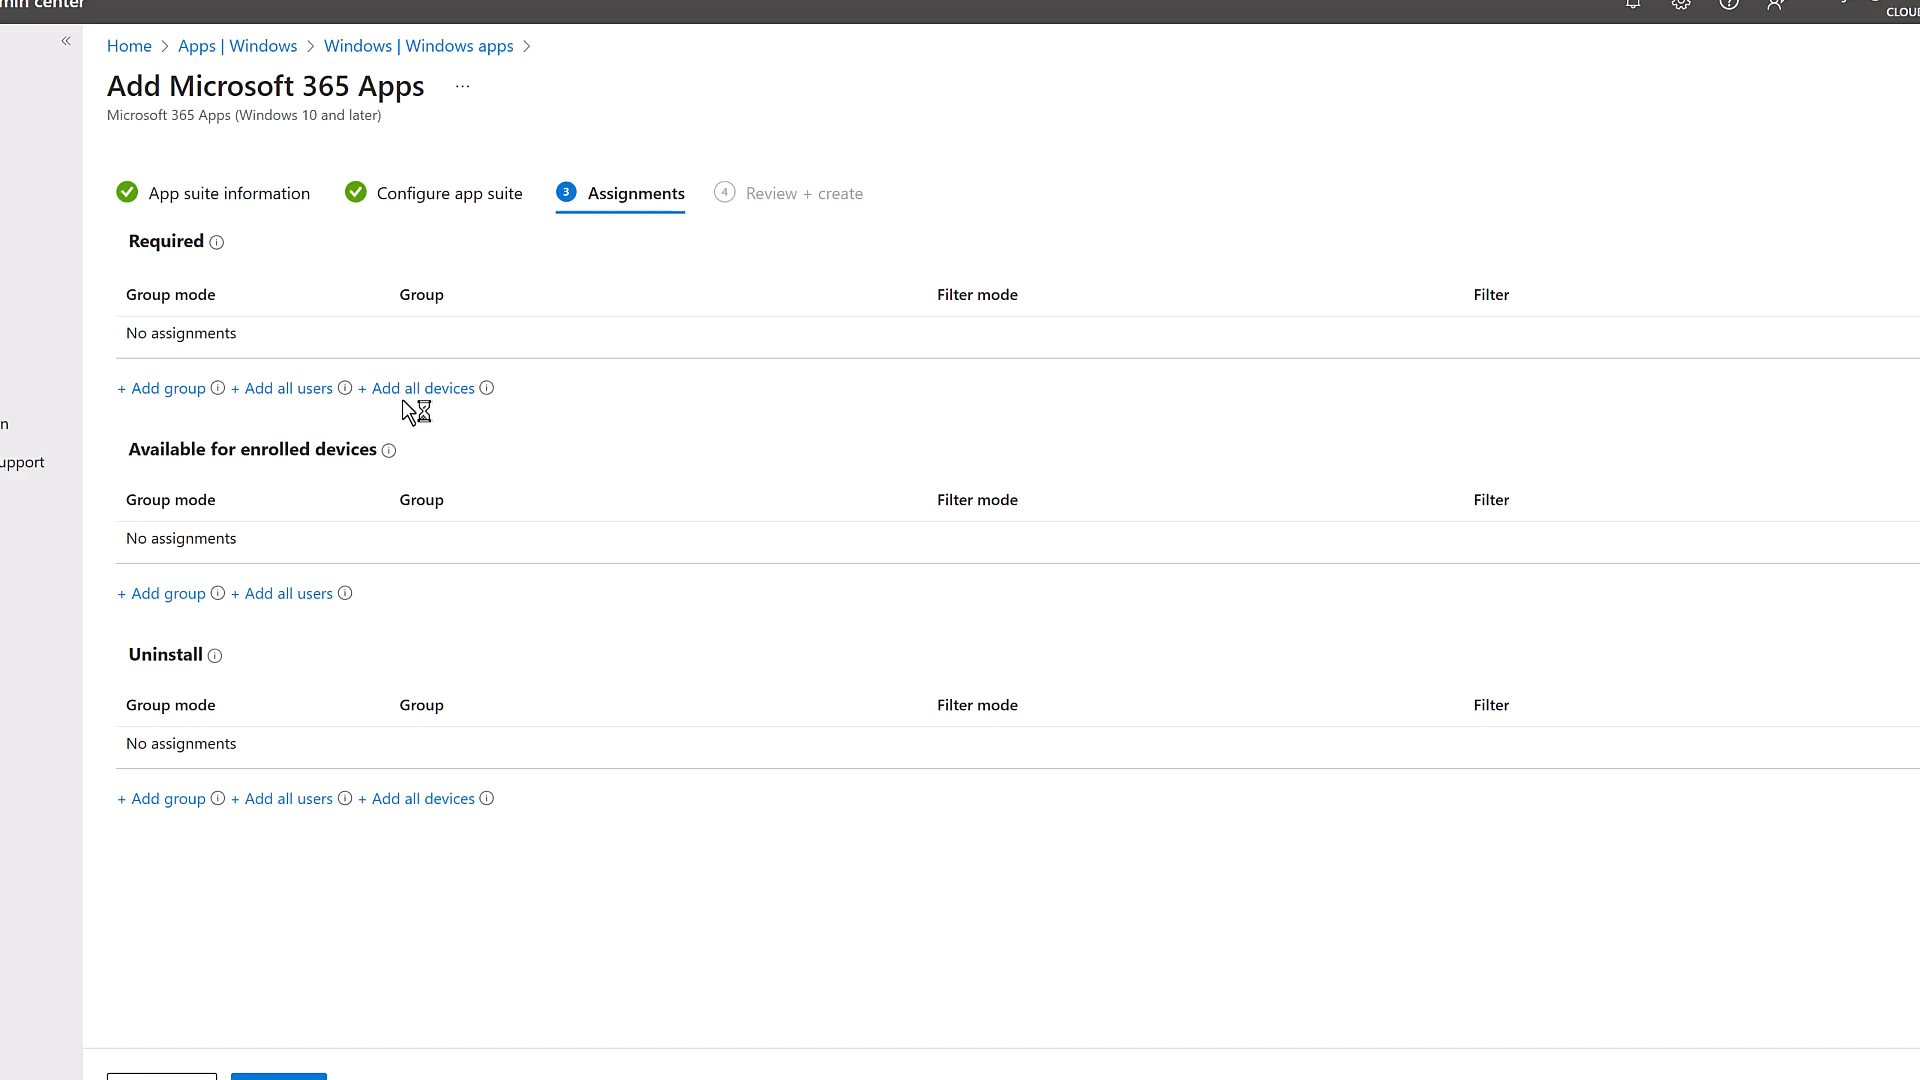 center
CLOU
Home > Apps | Windows > Windows | Windows apps >
Add Microsoft 365 Apps ...
Microsoft 365 Apps (Windows 10 and later)
App suite information
Configure app suite
3 Assignments
4 Review + create
Required
Group mode Group Filter mode Filter
No assignments
+ Add group + Add all users + Add all devices
n
Available for enrolled devices
upport
Group mode Group Filter mode Filter
No assignments
+ Add group + Add all users
Uninstall
Group mode Group Filter mode Filter
No assignments
+ Add group + Add all users + Add all devices